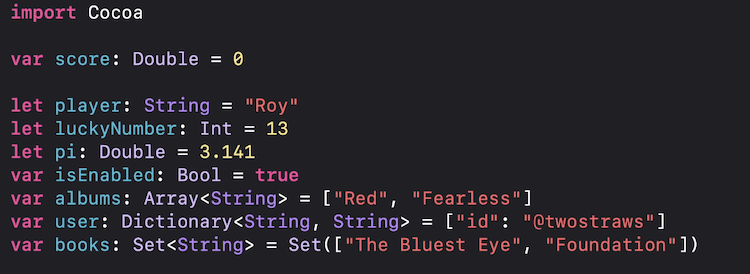 import Cocoa
var score: Double = 0
let player: String = "Roy"
let luckyNumber: Int = 13
let pi: Double = 3.141
var isEnabled: Bool = true
var albums: Array<String> = ["Red", "Fearless"]
var user: Dictionary<String, String> = ["id": "@twostraws"]
var books: Set<String> = Set(["The Bluest Eye", "Foundation"])